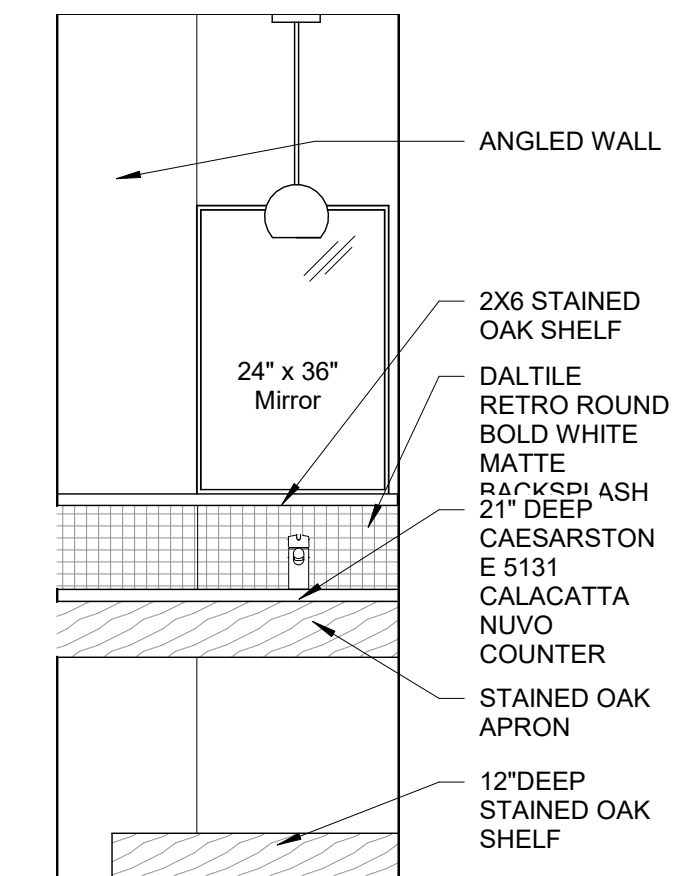 ANGLED WALL
2X6 STAINED
OAK SHELF
24" x 36"
Mirror
DALTILE
RETRO ROUND
BOLD WHITE
MATTE
BACKSPLASH
21" DEEP
CAESARSTON
E 5131
CALACATTA
NUVO
COUNTER
STAINED OAK
APRON
12"DEEP
STAINED OAK
SHELF